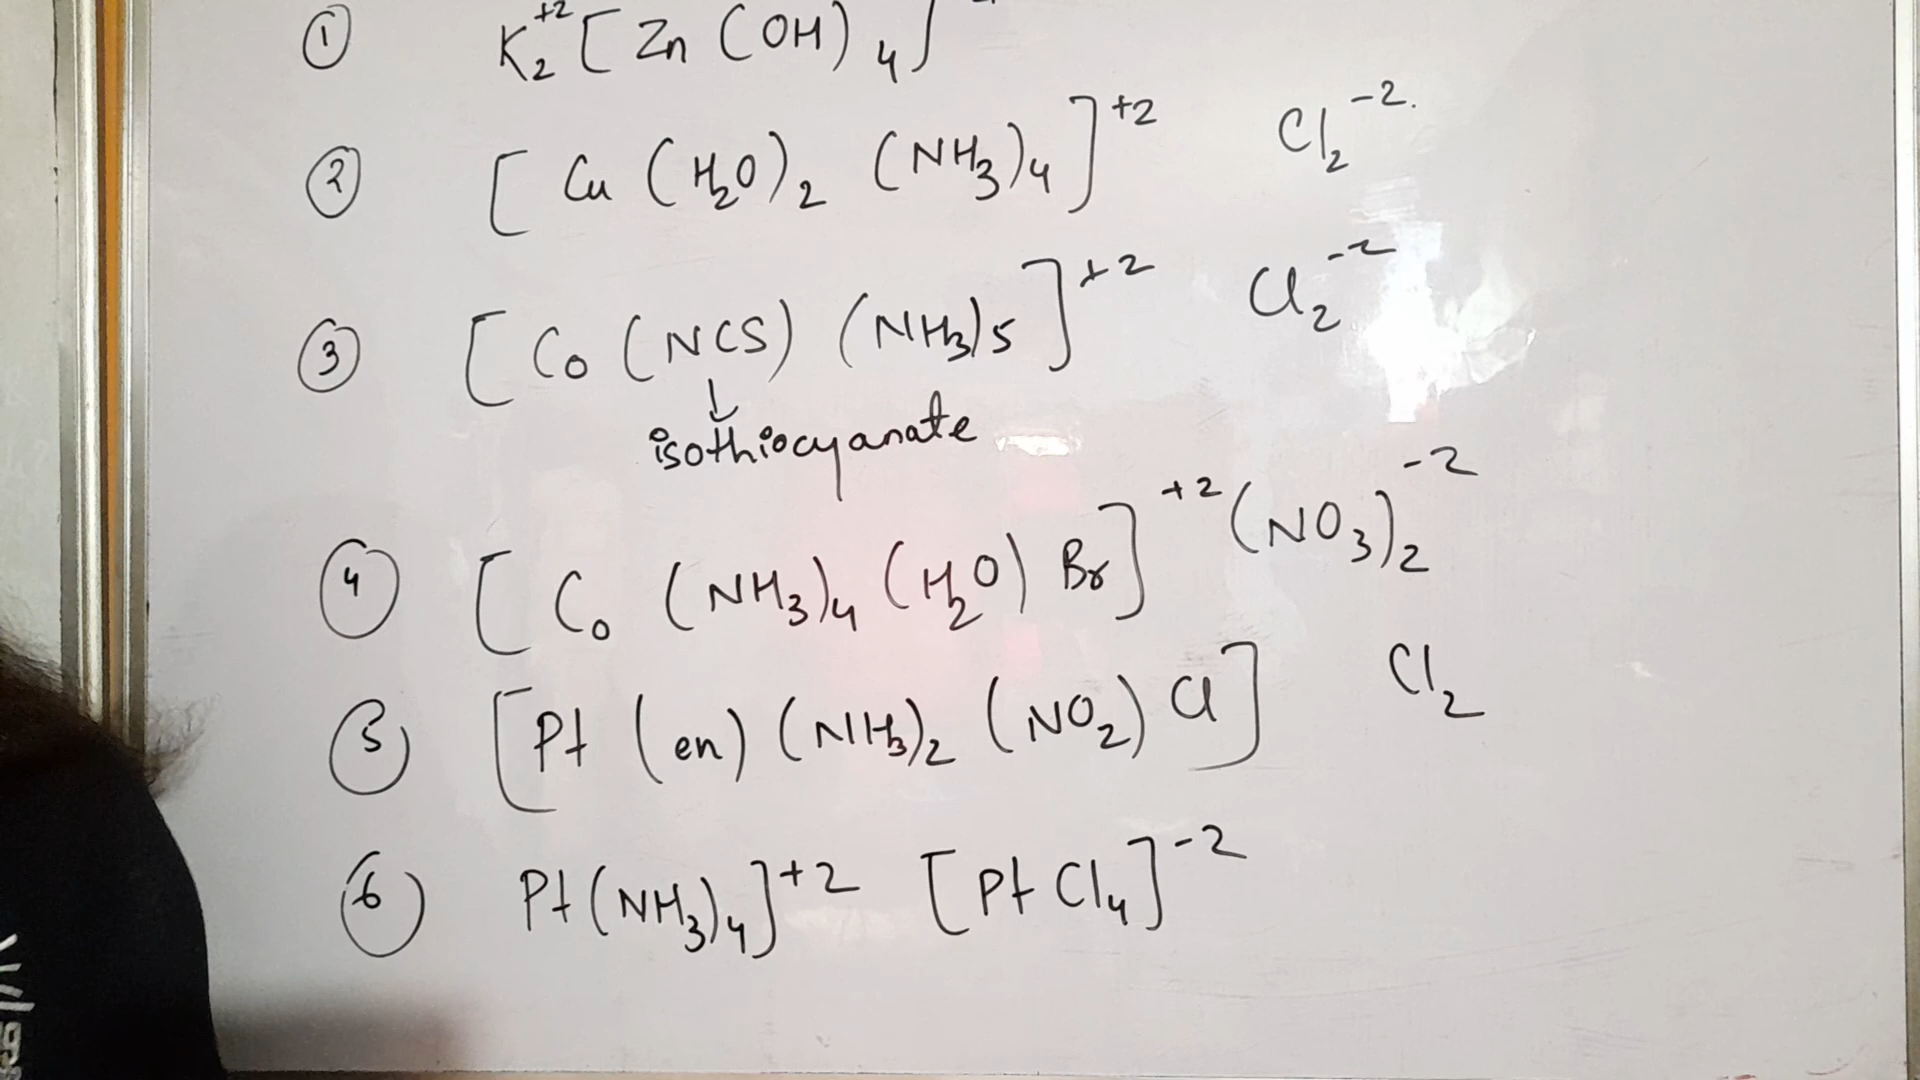 ① K₂⁺² [Zn (OH)₄]
② [Cu (H₂O)₂ (NH₃)₄]⁺² Cl₂⁻².
③ [Co (NCS) (NH₃)₅]⁺² Cl₂⁻²
↓
isothiocyanate
④ [Co (NH₃)₄ (H₂O) Br]⁺² (NO₃)₂⁻²
⑤ [Pt (en) (NH₃)₂ (NO₂) Cl] Cl₂
⑥ Pt(NH₃)₄]⁺² [Pt Cl₄]⁻²